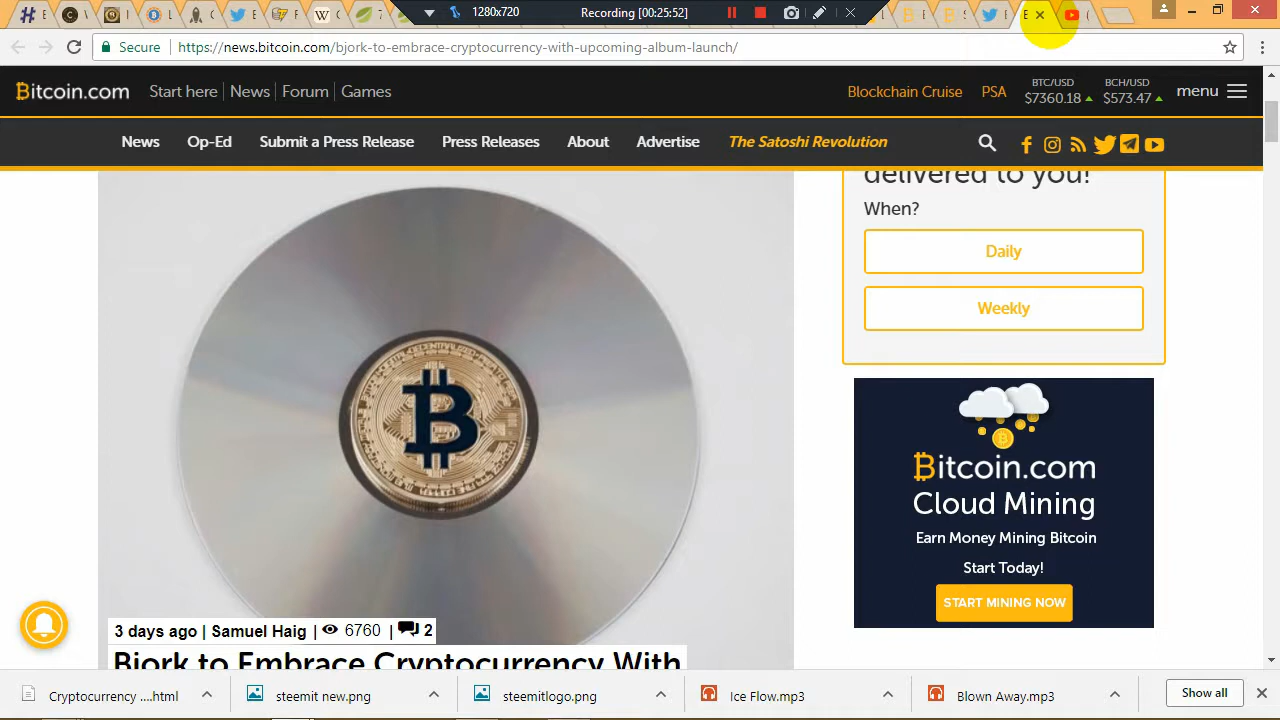 1280x720
Recording [00:25:52]
Secure
https://news.bitcoin.com/bjork-to-embrace-cryptocurrency-with-upcoming-album-launch/
Bitcoin.com
Start here | News | Forum | Games
Blockchain Cruise
PSA
BTC/USD
$7360.18
BCH/USD
$573.47
menu
News
Op-Ed
Submit a Press Release
Press Releases
About
Advertise
The Satoshi Revolution
delivered to you!
When?
Daily
Weekly
Bitcoin.com
Cloud Mining
Earn Money Mining Bitcoin
Start Today!
START MINING NOW
3 days ago | Samuel Haig | 6760 | 2
Bjork to Embrace Cryptocurrency With
Cryptocurrency ....html
steemit new.png
steemitlogo.png
Ice Flow.mp3
Blown Away.mp3
Show all